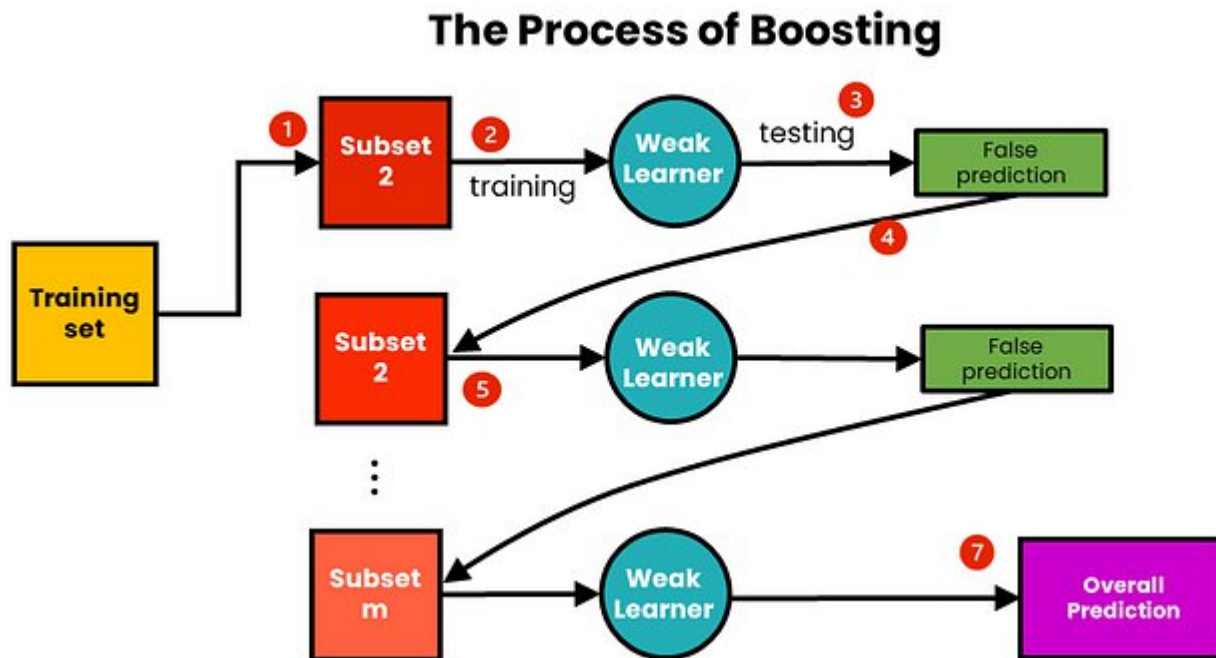 The Process of Boosting
1
Subset
2
2
training
Weak
Learner
3
testing
False
prediction
4
Training
set
Subset
2
5
Weak
Learner
False
prediction
Subset
m
Weak
Learner
7
Overall
Prediction